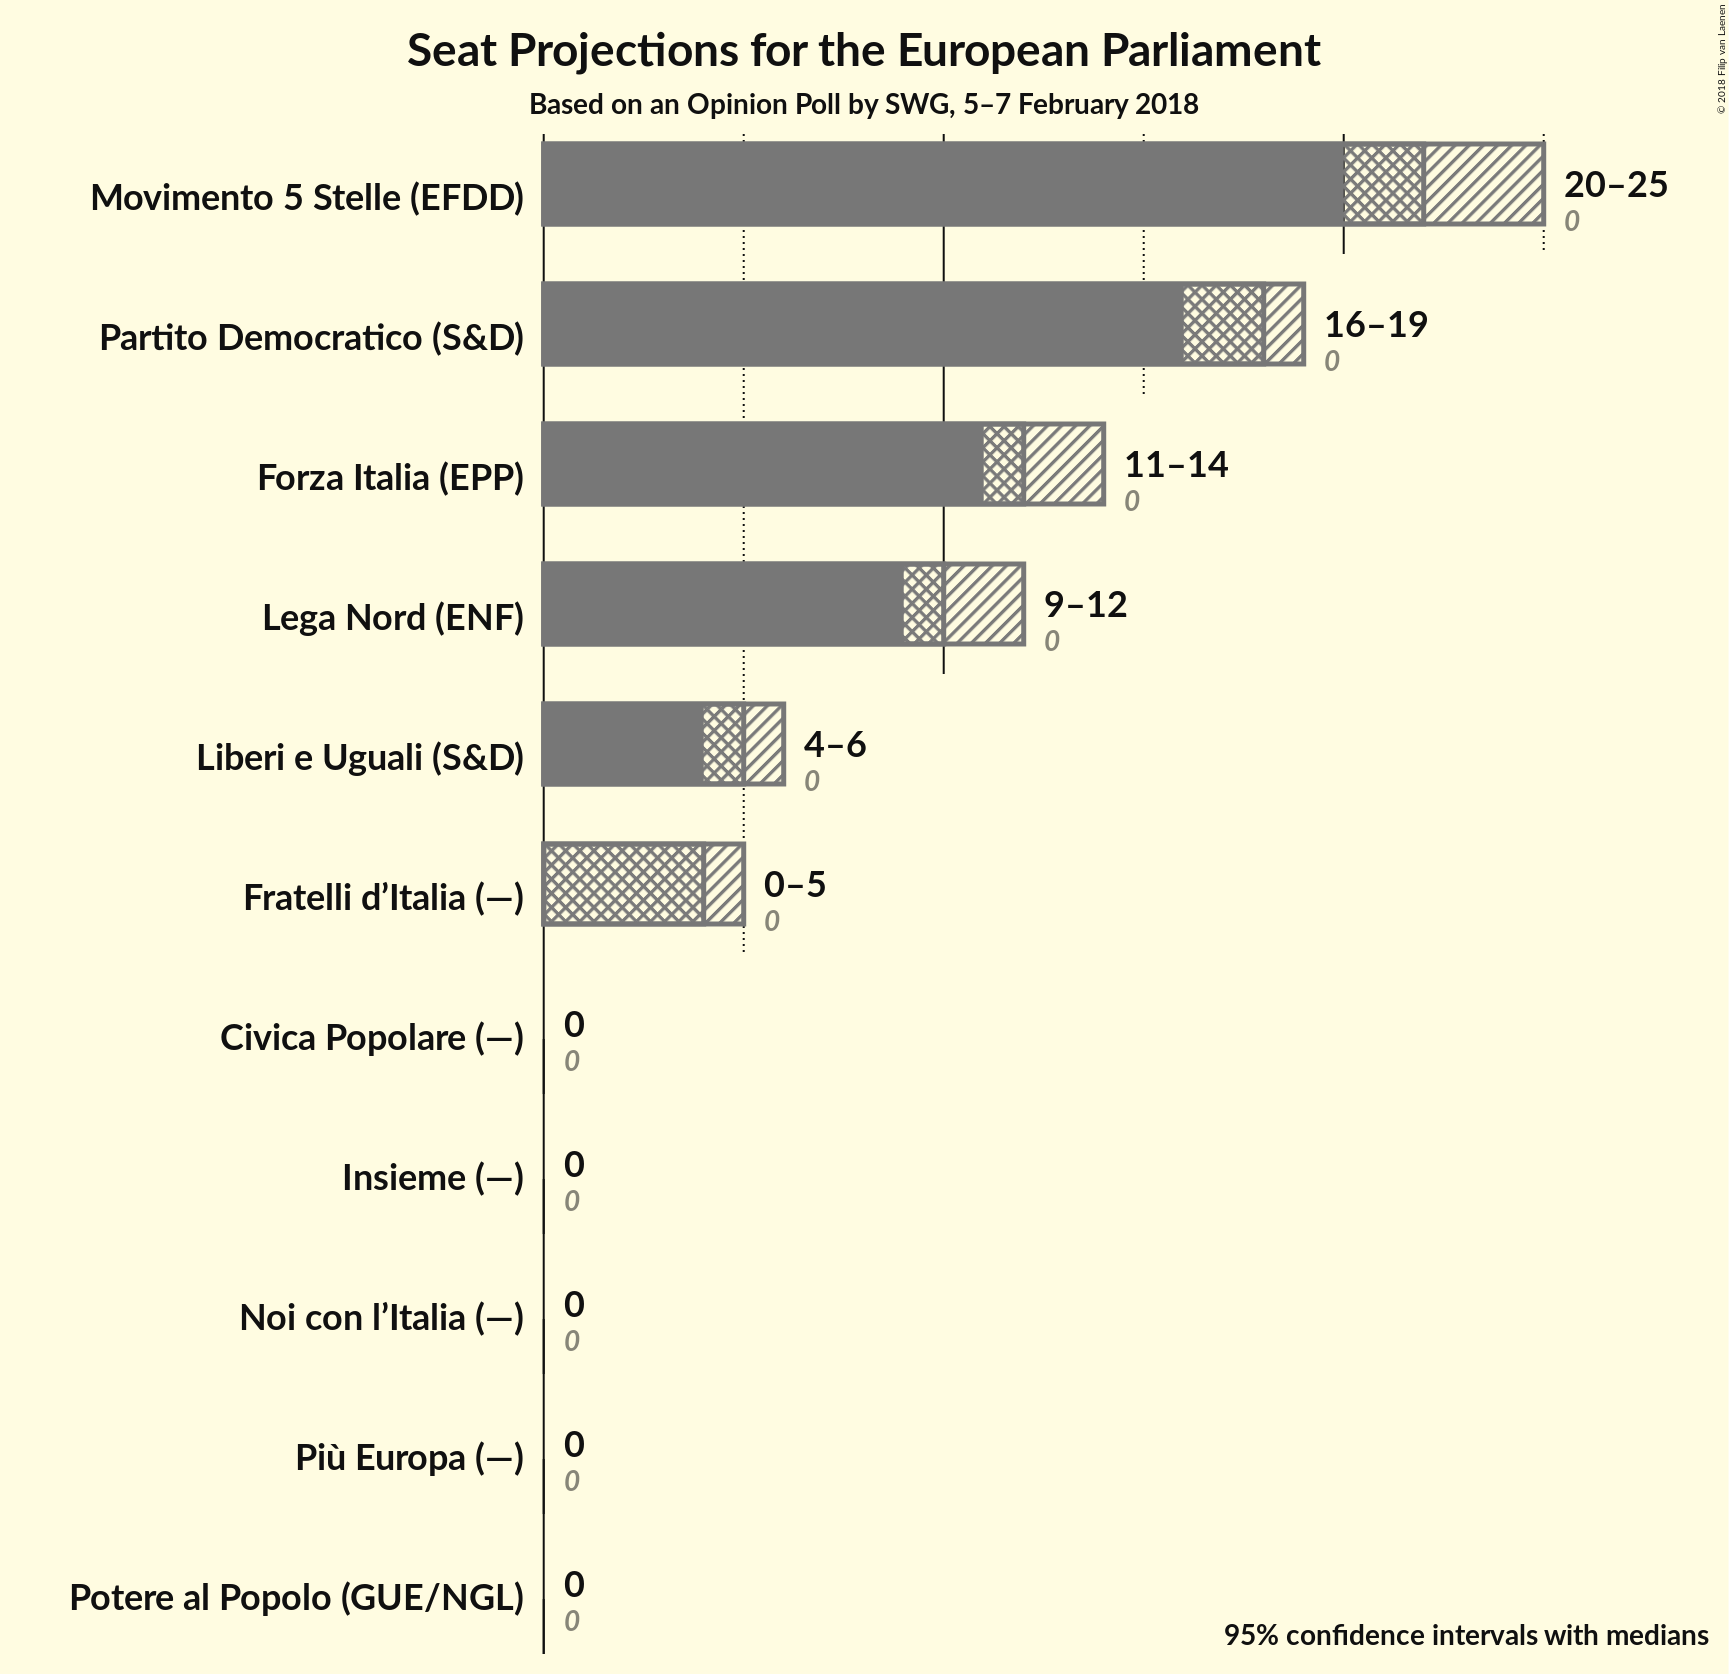 Seat Projections for the European Parliament
Based on an Opinion Poll by SWG, 5–7 February 2018
© 2018 Filip van Laenen
Movimento 5 Stelle (EFDD)
20–25
0
Partito Democratico (S&D)
16–19
0
Forza Italia (EPP)
11–14
0
Lega Nord (ENF)
9–12
0
Liberi e Uguali (S&D)
4–6
0
Fratelli d’Italia (—)
0–5
0
Civica Popolare (—)
0
0
Insieme (—)
0
0
Noi con l’Italia (—)
0
0
Più Europa (—)
0
0
Potere al Popolo (GUE/NGL)
0
0
95% confidence intervals with medians